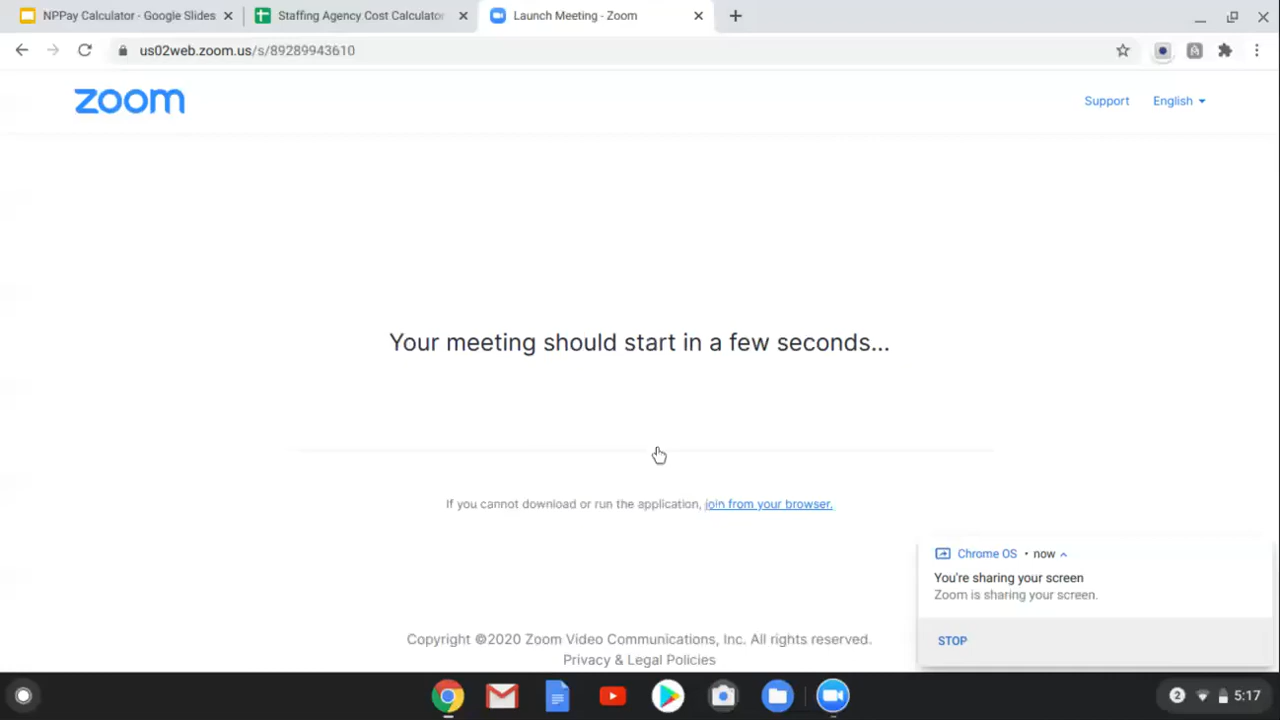 NPPay Calculator - Google Slides
Staffing Agency Cost Calculator
Launch Meeting - Zoom
us02web.zoom.us/s/89289943610
zoom
Support
English
Your meeting should start in a few seconds...
If you cannot download or run the application, join from your browser.
Chrome OS • now
You're sharing your screen
Zoom is sharing your screen.
STOP
Copyright ©2020 Zoom Video Communications, Inc. All rights reserved.
Privacy & Legal Policies
2
5:17